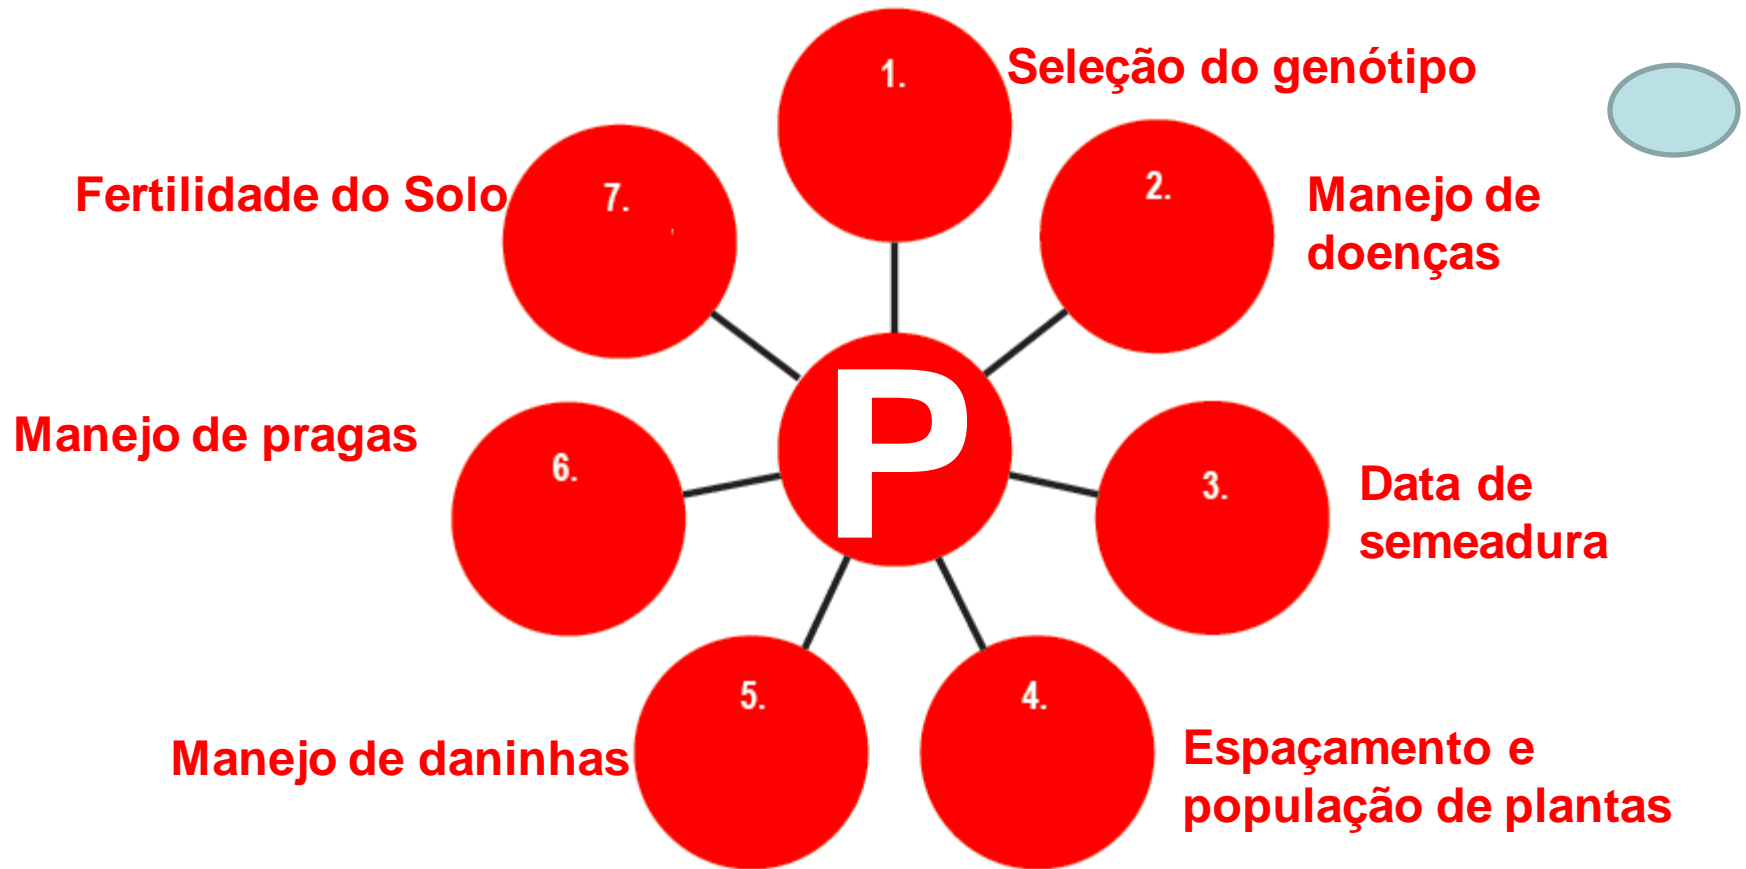 1.
Seleção do genótipo
2.
Manejo de
doenças
3.
Data de
semeadura
4.
Espaçamento e
população de plantas
5.
Manejo de daninhas
6.
Manejo de pragas
7.
Fertilidade do Solo
P